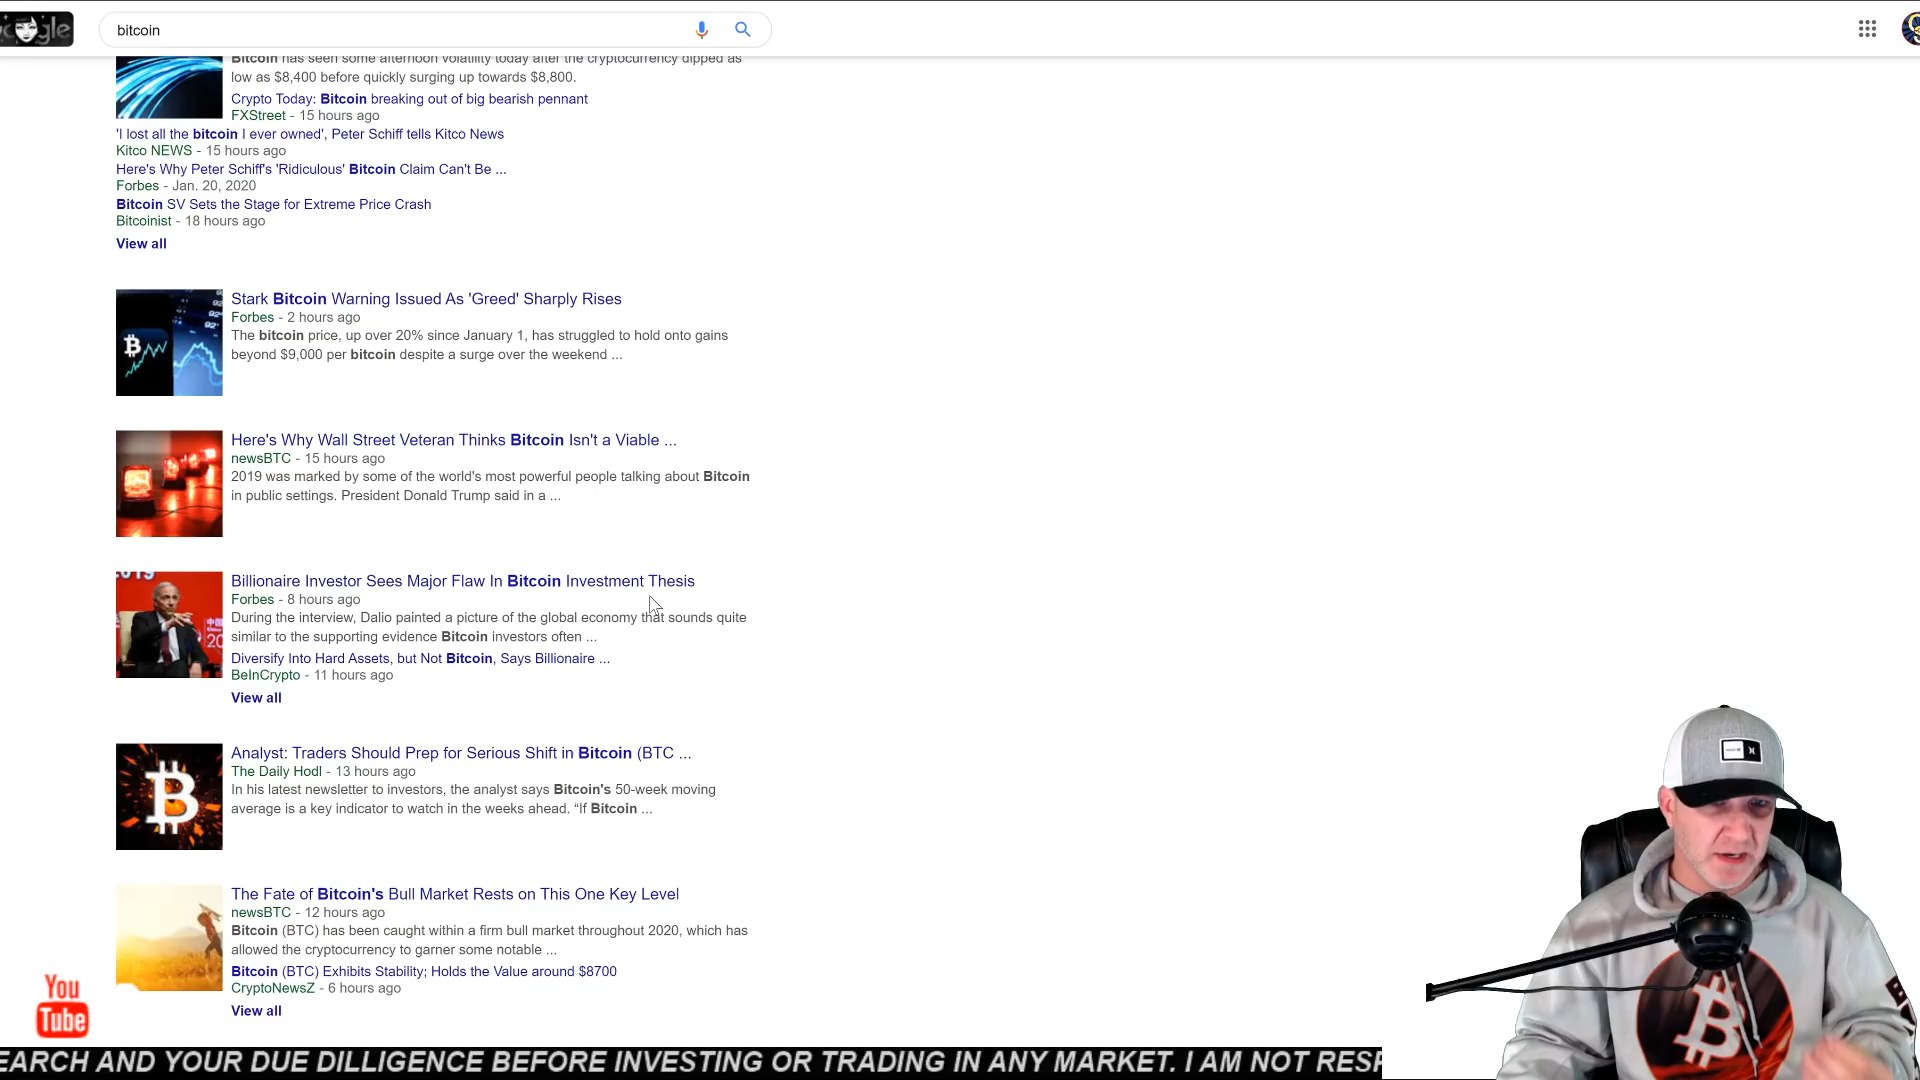 bitcoin
Bitcoin has seen some afternoon volatility today after the cryptocurrency dipped as
low as $8,400 before quickly surging up towards $8,800.
Crypto Today: Bitcoin breaking out of big bearish pennant
FXStreet - 15 hours ago
'I lost all the bitcoin I ever owned', Peter Schiff tells Kitco News
Kitco NEWS - 15 hours ago
Here's Why Peter Schiff's 'Ridiculous' Bitcoin Claim Can't Be ...
Forbes - Jan. 20, 2020
Bitcoin SV Sets the Stage for Extreme Price Crash
Bitcoinist - 18 hours ago
View all
Stark Bitcoin Warning Issued As 'Greed' Sharply Rises
Forbes - 2 hours ago
The bitcoin price, up over 20% since January 1, has struggled to hold onto gains
beyond $9,000 per bitcoin despite a surge over the weekend ...
Here's Why Wall Street Veteran Thinks Bitcoin Isn't a Viable ...
newsBTC - 15 hours ago
2019 was marked by some of the world's most powerful people talking about Bitcoin
in public settings. President Donald Trump said in a ...
Billionaire Investor Sees Major Flaw In Bitcoin Investment Thesis
Forbes - 8 hours ago
During the interview, Dalio painted a picture of the global economy that sounds quite
similar to the supporting evidence Bitcoin investors often ...
Diversify Into Hard Assets, but Not Bitcoin, Says Billionaire ...
BeInCrypto - 11 hours ago
View all
Analyst: Traders Should Prep for Serious Shift in Bitcoin (BTC ...
The Daily Hodl - 13 hours ago
In his latest newsletter to investors, the analyst says Bitcoin's 50-week moving
average is a key indicator to watch in the weeks ahead. “If Bitcoin ...
The Fate of Bitcoin's Bull Market Rests on This One Key Level
newsBTC - 12 hours ago
Bitcoin (BTC) has been caught within a firm bull market throughout 2020, which has
allowed the cryptocurrency to garner some notable ...
Bitcoin (BTC) Exhibits Stability; Holds the Value around $8700
CryptoNewsZ - 6 hours ago
View all
You
Tube
EARCH AND YOUR DUE DILLIGENCE BEFORE INVESTING OR TRADING IN ANY MARKET. I AM NOT RESP